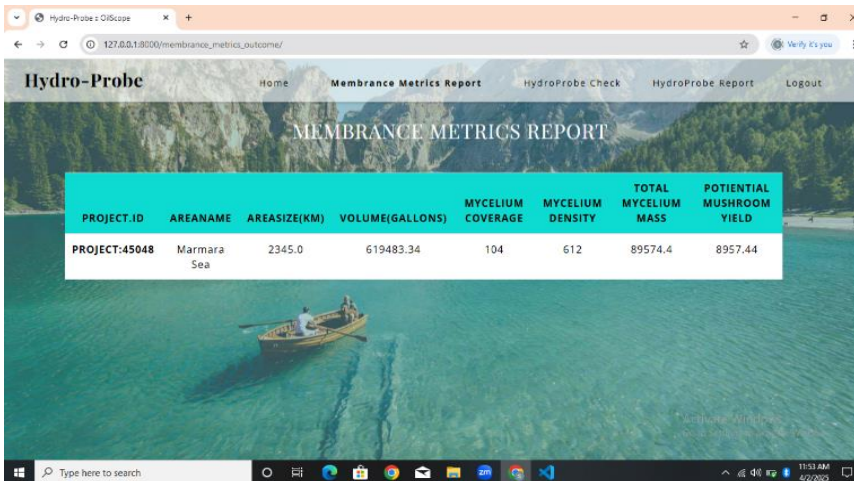 Hydro-Probe :: OilScope
127.0.0.1:8000/membrance_metrics_outcome/
Verify it's you
Hydro-Probe Home Membrance Metrics Report HydroProbe Check HydroProbe Report Logout
MEMBRANCE METRICS REPORT
PROJECT.ID AREANAME AREASIZE(KM) VOLUME(GALLONS) MYCELIUM COVERAGE MYCELIUM DENSITY TOTAL MYCELIUM MASS POTIENTIAL MUSHROOM YIELD
PROJECT:45048 Marmara Sea 2345.0 619483.34 104 612 89574.4 8957.44
Activate Windows
Type here to search
zm
11:53 AM
4/2/2025